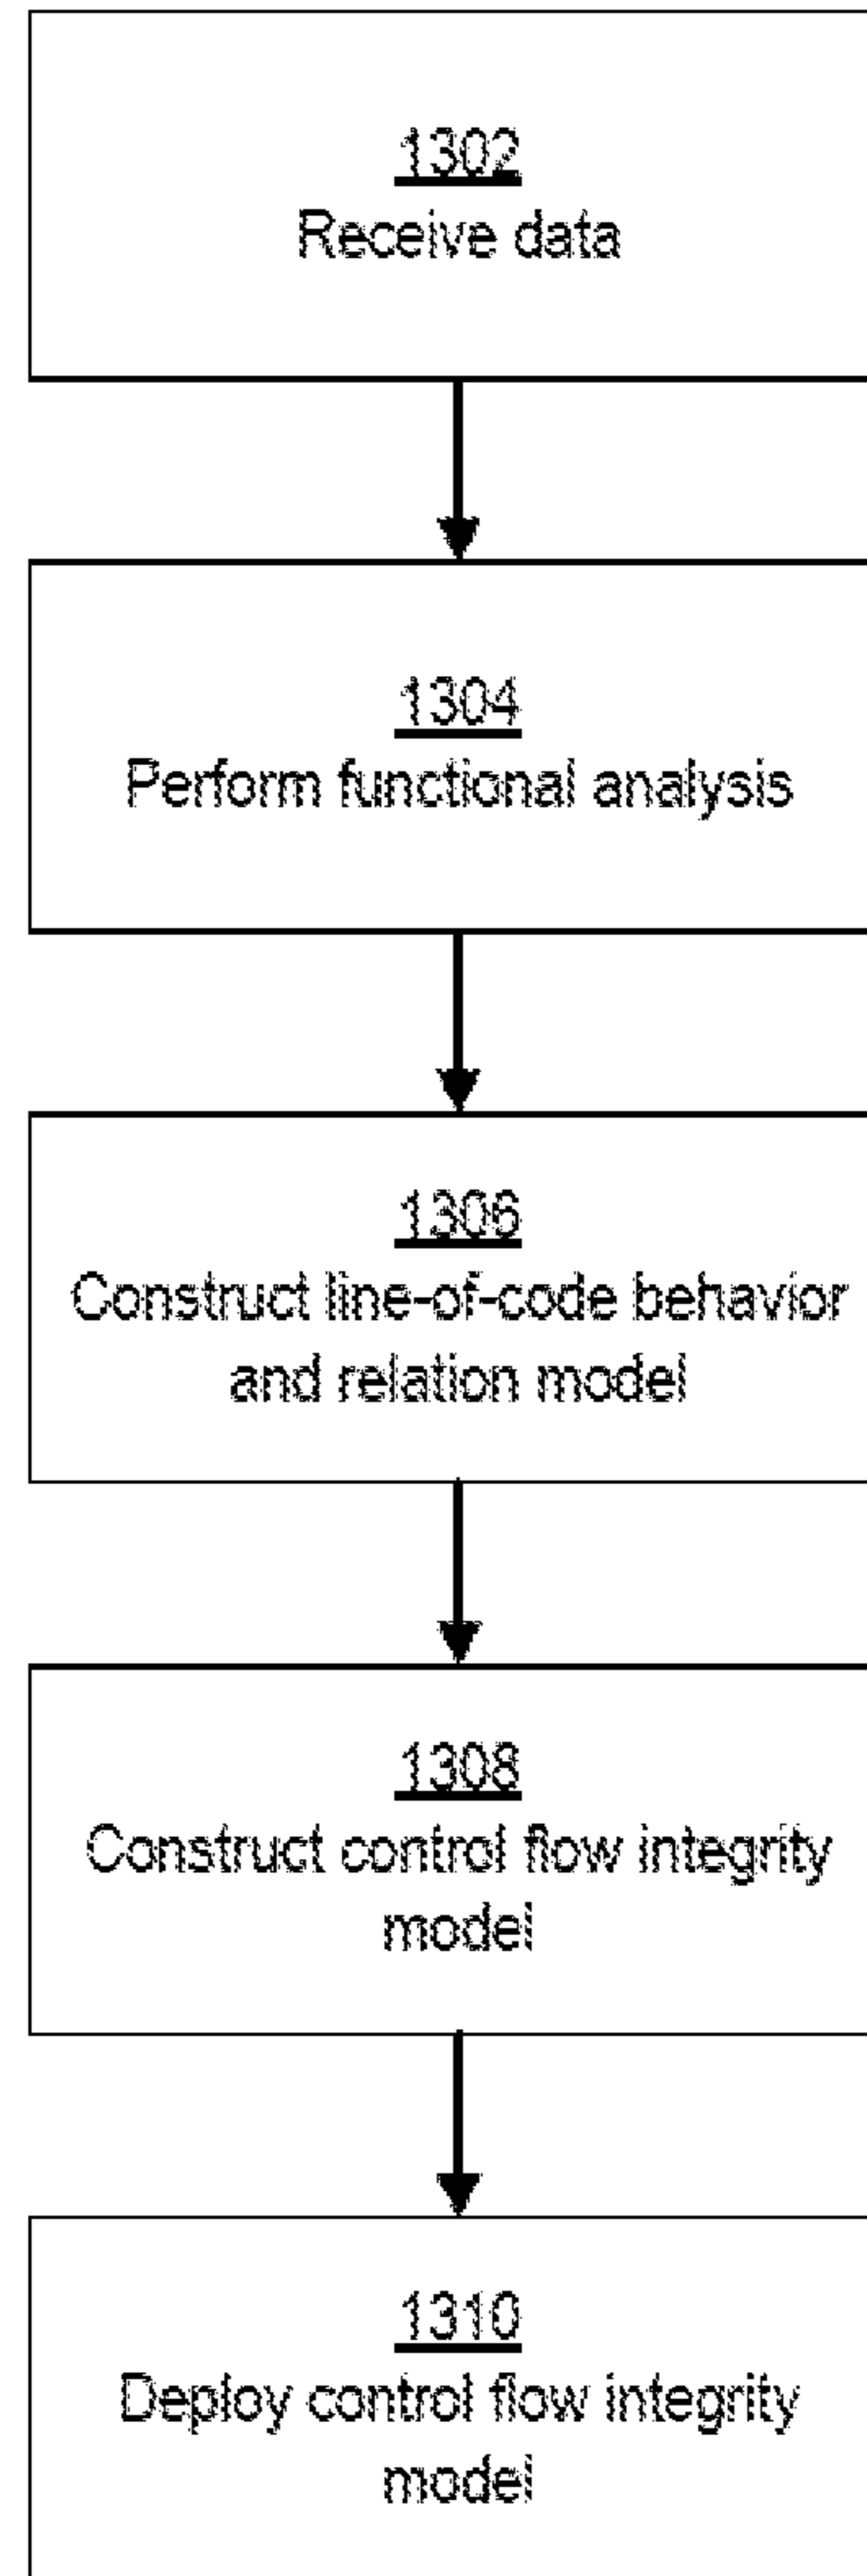 1302
Receive data
1304
Perform functional analysis
1306
Construct line-of-code behavior
and relation model
1308
Construct control flow integrity
model
1310
Deploy control flow integrity
model